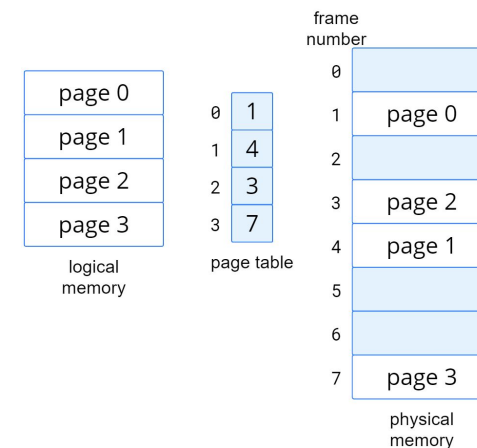 page 0
page 1
page 2
page 3
logical
memory
0 1
1 4
2 3
3 7
page table
frame
number
0
1 page 0
2
3 page 2
4 page 1
5
6
7 page 3
physical
memory